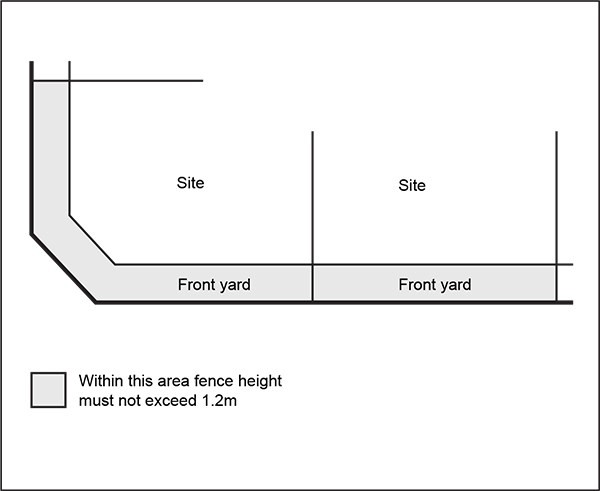 Site
Site
Front yard
Front yard
Within this area fence height
must not exceed 1.2m